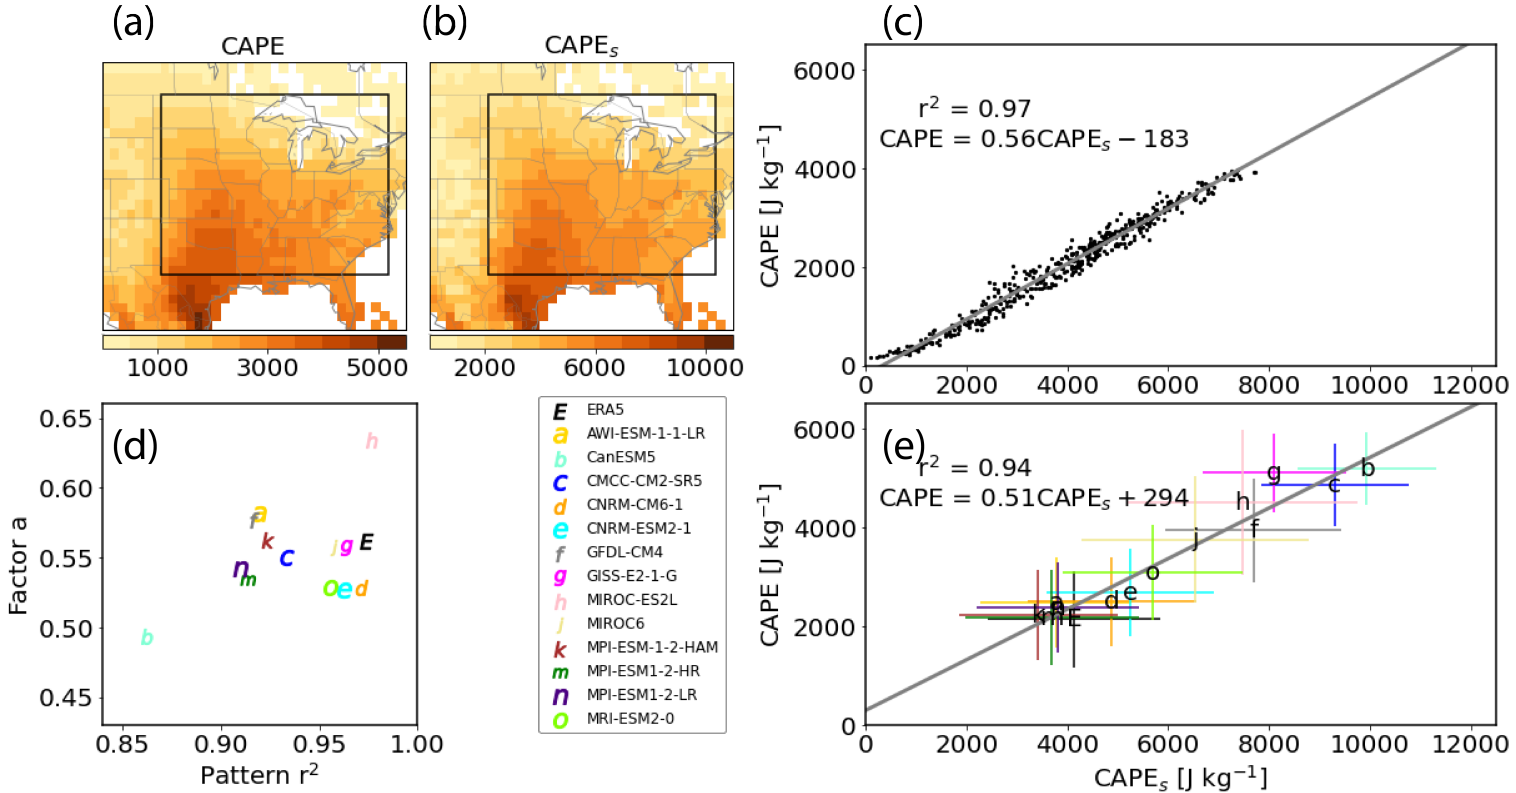 (a)
CAPE
1000 3000 5000
(b)
CAPEₛ
2000 6000 10000
(c)
6000
4000
2000
0
CAPE [J kg⁻¹]
r² = 0.97
CAPE = 0.56CAPEₛ − 183
0 2000 4000 6000 8000 10000 12000
(d)
0.65
0.60
0.55
0.50
0.45
Factor a
h
a
f
k
c
j
g
E
n
m
o
e
d
b
0.85 0.90 0.95 1.00
Pattern r²
E ERA5
a AWI-ESM-1-1-LR
b CanESM5
c CMCC-CM2-SR5
d CNRM-CM6-1
e CNRM-ESM2-1
f GFDL-CM4
g GISS-E2-1-G
h MIROC-ES2L
j MIROC6
k MPI-ESM-1-2-HAM
m MPI-ESM1-2-HR
n MPI-ESM1-2-LR
o MRI-ESM2-0
(e)
6000
4000
2000
0
CAPE [J kg⁻¹]
r² = 0.94
CAPE = 0.51CAPEₛ + 294
b
g
c
h
f
j
o
e
d
a
n
k
m
E
0 2000 4000 6000 8000 10000 12000
CAPEₛ [J kg⁻¹]